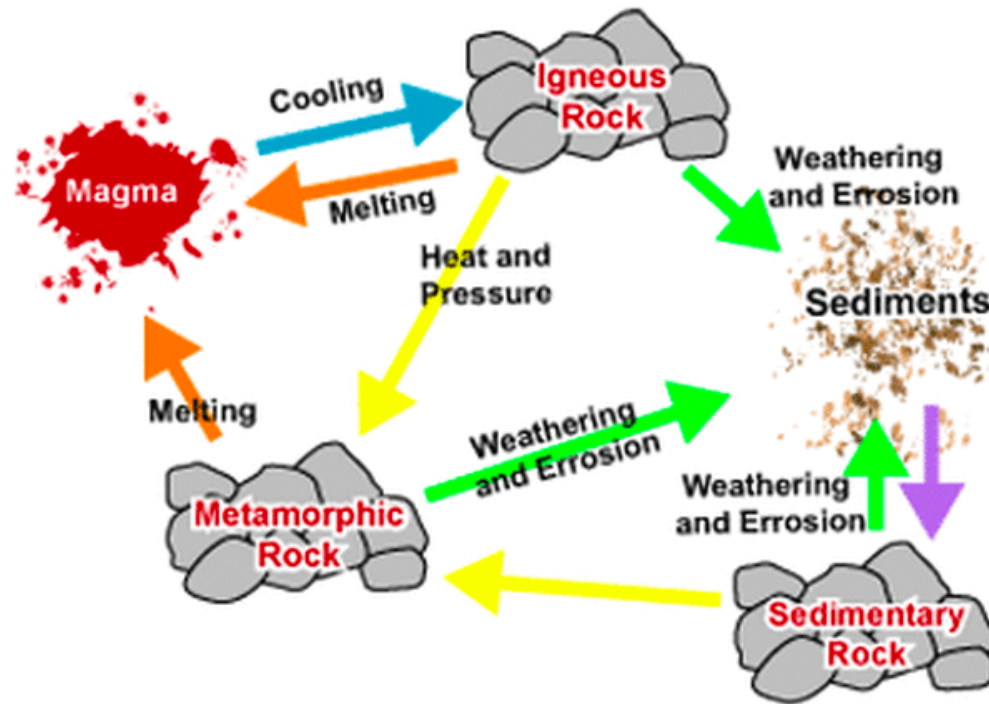 Cooling
Igneous
Rock
Magma
Melting
Weathering
and Errosion
Heat and
Pressure
Sediments
Melting
Weathering
and Errosion
Weathering
and Errosion
Metamorphic
Rock
Sedimentary
Rock